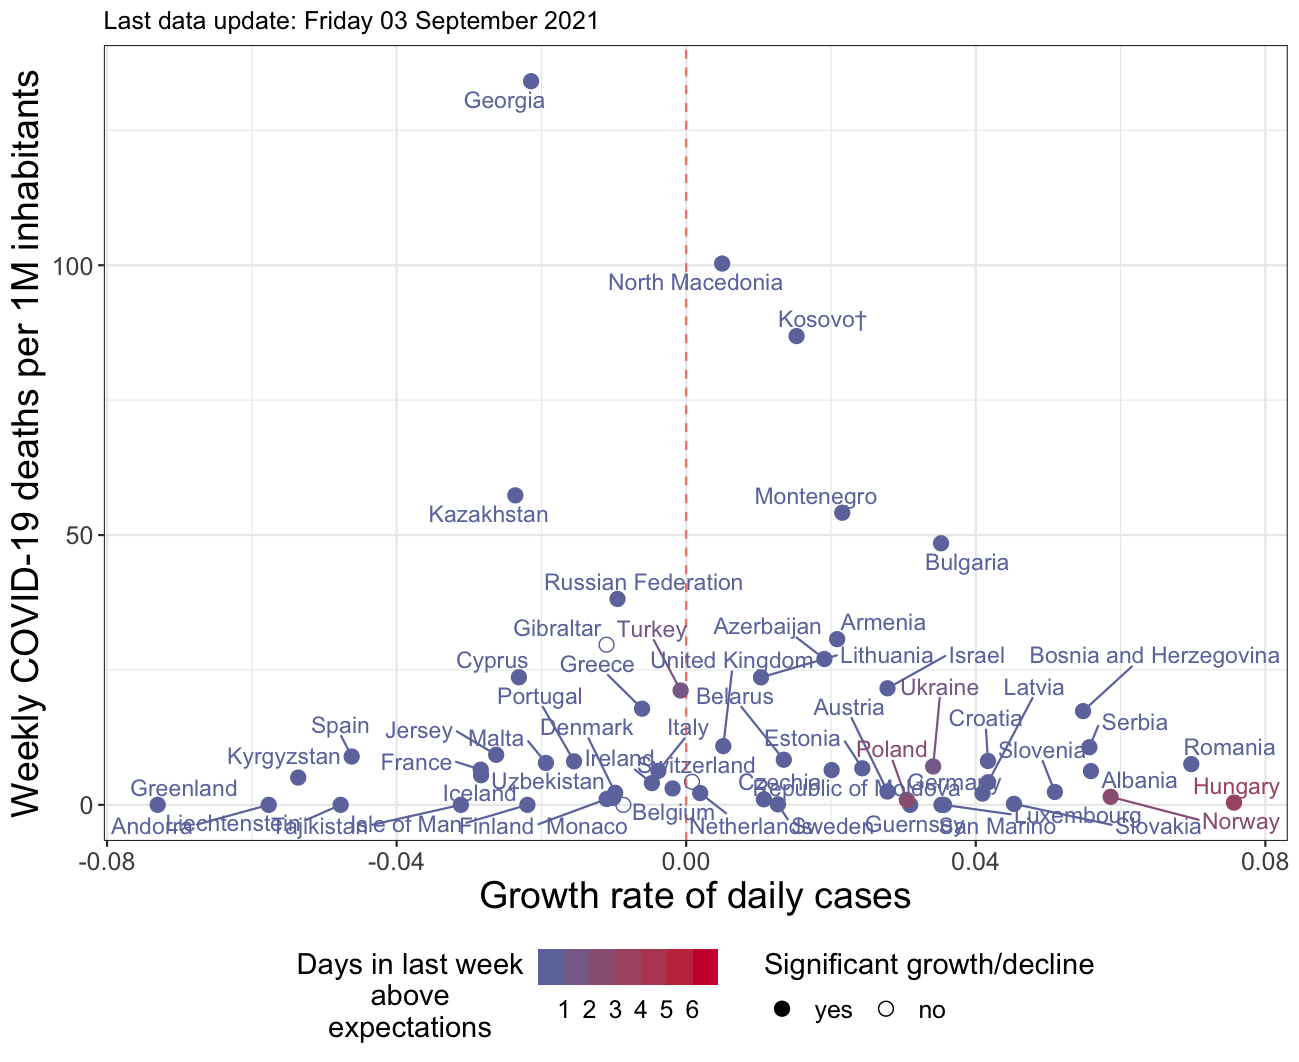 Last data update: Friday 03 September 2021
Weekly COVID-19 deaths per 1M inhabitants
100
50
0
Georgia
North Macedonia
Kosovo†
Kazakhstan
Montenegro
Bulgaria
Russian Federation
Gibraltar
Turkey
Azerbaijan
Armenia
Cyprus
Greece
United Kingdom
Lithuania
Israel
Bosnia and Herzegovina
Portugal
Belarus
Ukraine
Latvia
Austria
Spain
Jersey
Malta
Denmark
Italy
Estonia
Croatia
Serbia
Kyrgyzstan
France
Ireland
Switzerland
Poland
Slovenia
Romania
Greenland
Iceland
Uzbekistan
Czechia
Republic of Moldova
Germany
Albania
Hungary
Andorra
Liechtenstein
Tajikistan
Isle of Man
Finland
Monaco
Belgium
Netherlands
Sweden
Guernsey
San Marino
Luxembourg
Slovakia
Norway
-0.08
-0.04
0.00
0.04
0.08
Growth rate of daily cases
Days in last week
above
expectations
1 2 3 4 5 6
Significant growth/decline
yes
no